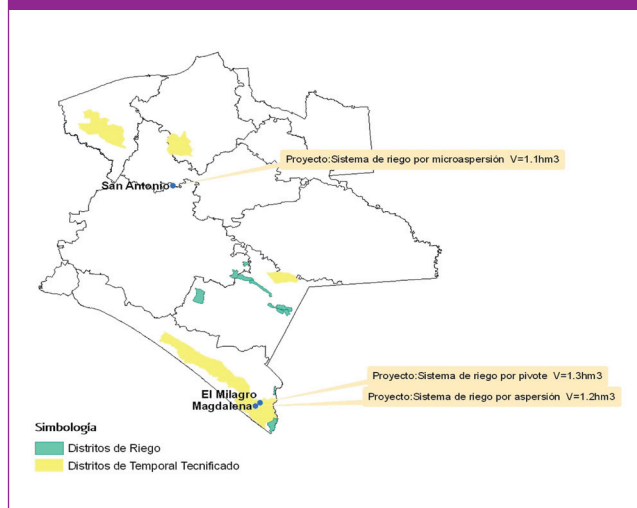 Proyecto:Sistema de riego por microaspersión V=1.1hm3
San Antonio
Proyecto:Sistema de riego por pivote V=1.3hm3
El Milagro
Proyecto:Sistema de riego por aspersión V=1.2hm3
Magdalena
Simbología
Distritos de Riego
Distritos de Temporal Tecnificado